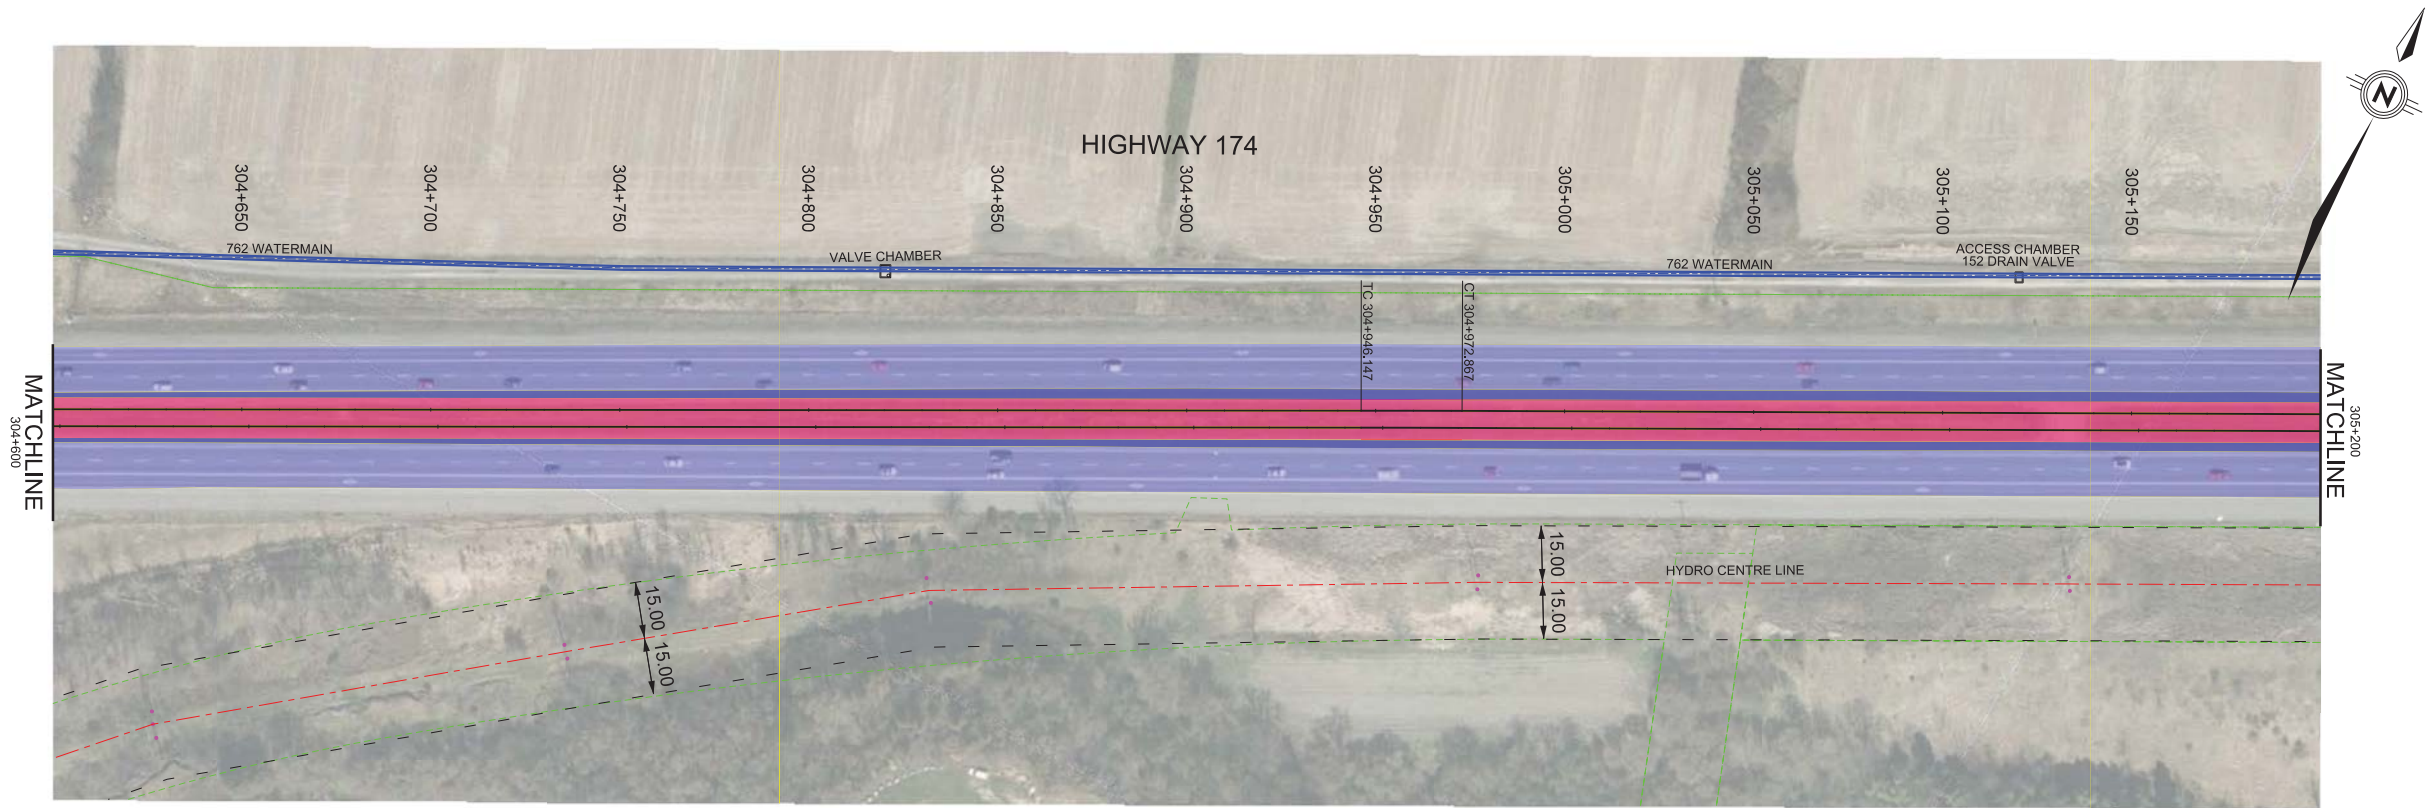 N
HIGHWAY 174
304+650
304+700
304+750
304+800
304+850
304+900
304+950
305+000
305+050
305+100
305+150
762 WATERMAIN
VALVE CHAMBER
762 WATERMAIN
ACCESS CHAMBER
152 DRAIN VALVE
TC 304+946.147
CT 304+972.867
MATCHLINE
304+600
305+200
MATCHLINE
15.00
15.00
15.00
15.00
HYDRO CENTRE LINE